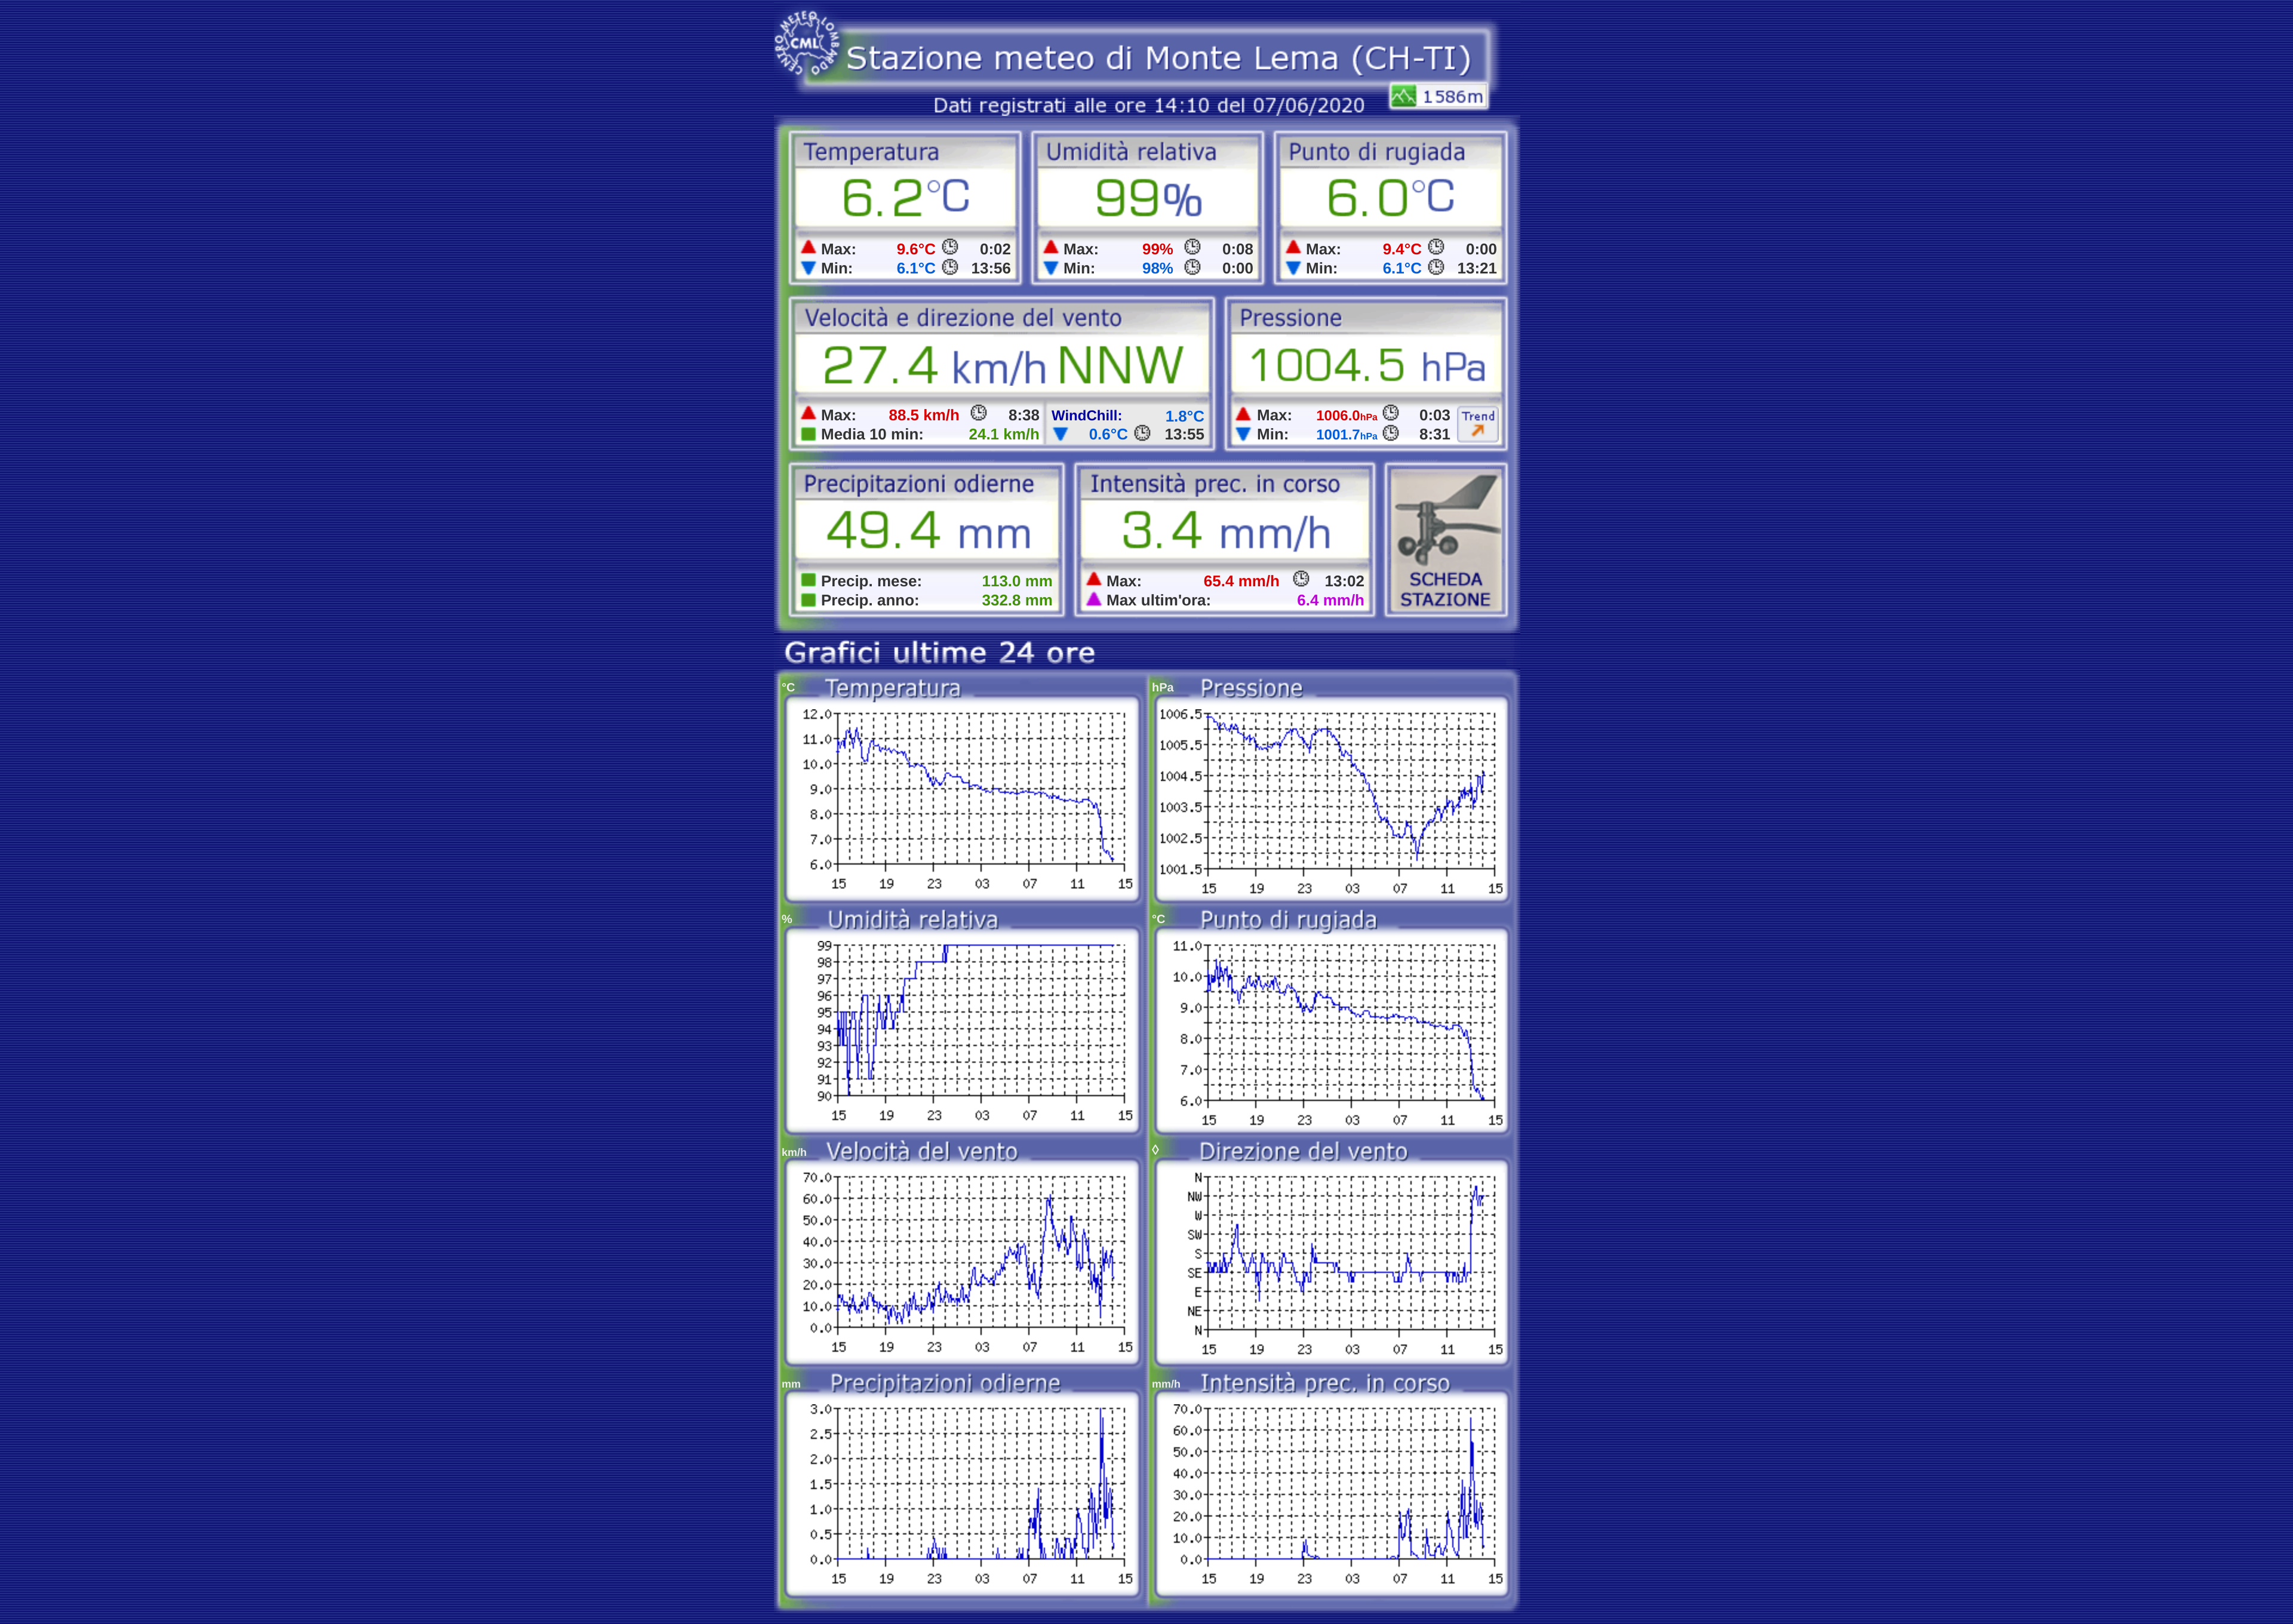 CENTRO METEO LOMBARDO
CML
Stazione meteo di Monte Lema (CH-TI)
Dati registrati alle ore 14:10 del 07/06/2020
1586m
Temperatura
6.2°C
Max: 9.6°C 0:02
Min: 6.1°C 13:56
Umidità relativa
99%
Max: 99% 0:08
Min: 98% 0:00
Punto di rugiada
6.0°C
Max: 9.4°C 0:00
Min: 6.1°C 13:21
Velocità e direzione del vento
27.4 km/h NNW
Max: 88.5 km/h 8:38
Media 10 min: 24.1 km/h
WindChill: 1.8°C
0.6°C 13:55
Pressione
1004.5 hPa
Max: 1006.0hPa 0:03
Min: 1001.7hPa 8:31
Trend
Precipitazioni odierne
49.4 mm
Precip. mese: 113.0 mm
Precip. anno: 332.8 mm
Intensità prec. in corso
3.4 mm/h
Max: 65.4 mm/h 13:02
Max ultim'ora: 6.4 mm/h
SCHEDA
STAZIONE
Grafici ultime 24 ore
°C Temperatura
12.0
11.0
10.0
9.0
8.0
7.0
6.0
15 19 23 03 07 11 15
hPa Pressione
1006.5
1005.5
1004.5
1003.5
1002.5
1001.5
15 19 23 03 07 11 15
% Umidità relativa
99
98
97
96
95
94
93
92
91
90
15 19 23 03 07 11 15
°C Punto di rugiada
11.0
10.0
9.0
8.0
7.0
6.0
15 19 23 03 07 11 15
km/h Velocità del vento
70.0
60.0
50.0
40.0
30.0
20.0
10.0
0.0
15 19 23 03 07 11 15
◊ Direzione del vento
N
NW
W
SW
S
SE
E
NE
N
15 19 23 03 07 11 15
mm Precipitazioni odierne
3.0
2.5
2.0
1.5
1.0
0.5
0.0
15 19 23 03 07 11 15
mm/h Intensità prec. in corso
70.0
60.0
50.0
40.0
30.0
20.0
10.0
0.0
15 19 23 03 07 11 15